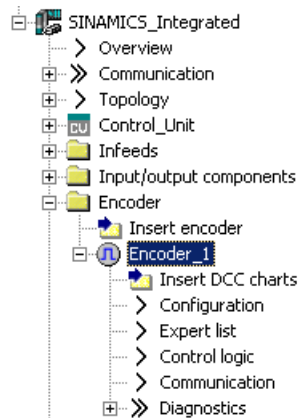 SINAMICS_Integrated
Overview
Communication
Topology
CU Control_Unit
Infeeds
Input/output components
Encoder
Insert encoder
Encoder_1
Insert DCC charts
Configuration
Expert list
Control logic
Communication
Diagnostics